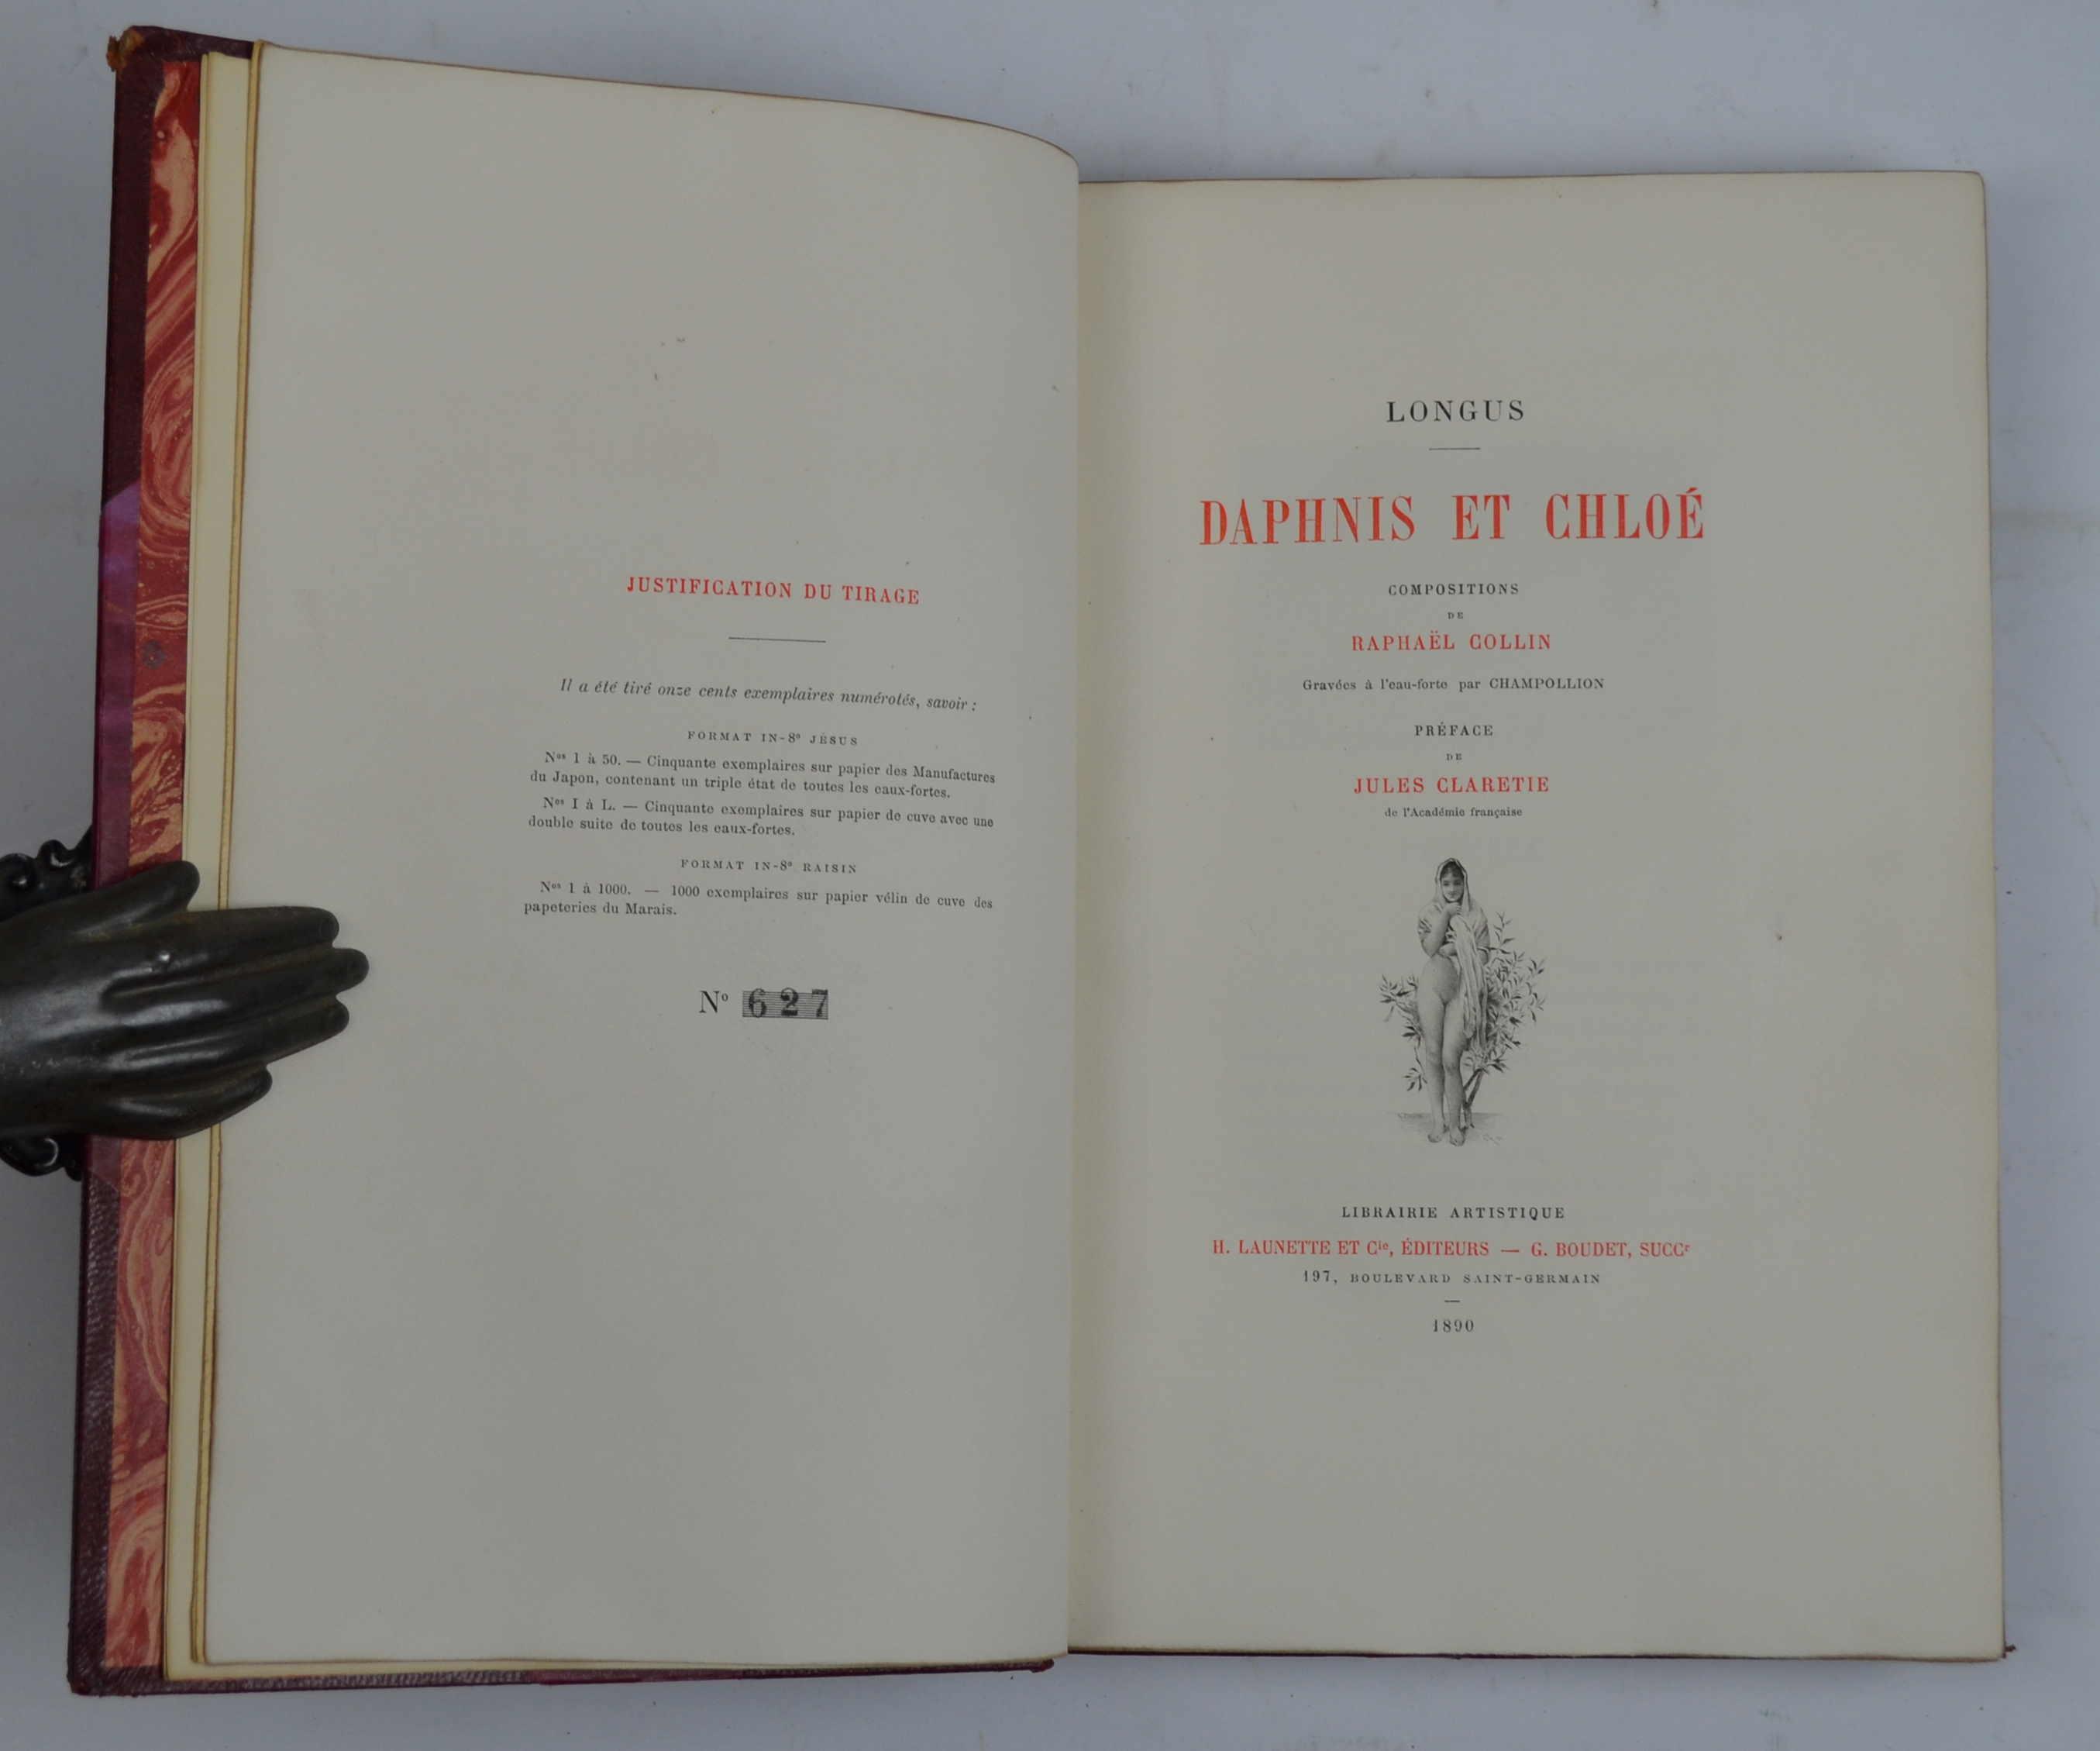 JUSTIFICATION DU TIRAGE
Il a été tiré onze cents exemplaires numérotés, savoir :
FORMAT IN-8º JÉSUS
Nos 1 à 50. — Cinquante exemplaires sur papier des Manufactures
du Japon, contenant un triple état de toutes les eaux-fortes.
Nos I à L. — Cinquante exemplaires sur papier de cuve avec une
double suite de toutes les eaux-fortes.
FORMAT IN-8º RAISIN
Nos 1 à 1000. — 1000 exemplaires sur papier vélin de cuve des
papeteries du Marais.
Nº 627
LONGUS
DAPHNIS ET CHLOÉ
COMPOSITIONS
DE
RAPHAËL COLLIN
Gravées à l'eau-forte par CHAMPOLLION
PRÉFACE
DE
JULES CLARETIE
de l'Académie française
LIBRAIRIE ARTISTIQUE
H. LAUNETTE ET Cie, ÉDITEURS — G. BOUDET, SUCCr
197, BOULEVARD SAINT-GERMAIN
1890